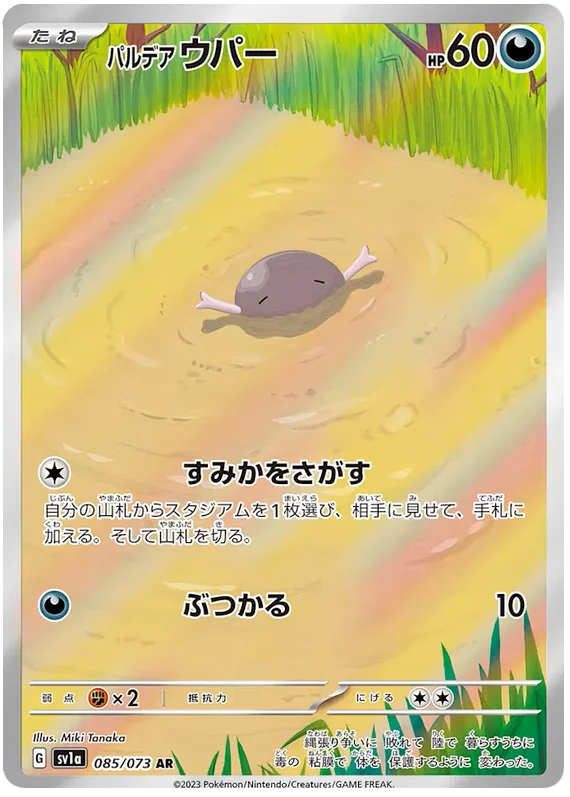 たね パルデア ウパー HP60
すみかをさがす
自分の山札からスタジアムを1枚選び、相手に見せて、手札に
加える。そして山札を切る。
ぶつかる 10
弱点 ×2 抵抗力 にげる
Illus. Miki Tanaka
縄張り争いに 敗れて 陸で 暮らすうちに
毒の 粘膜で 体を 保護するように 変わった。
G sv1a 085/073 AR
©2023 Pokémon/Nintendo/Creatures/GAME FREAK.